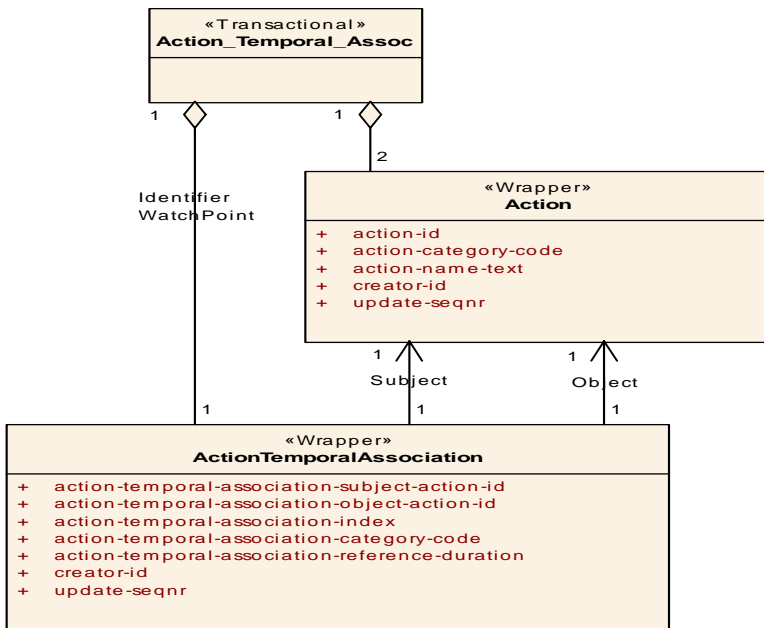 «Transactional»
Action_Temporal_Assoc
1
1
2
Identifier
WatchPoint
«Wrapper»
Action
+ action-id
+ action-category-code
+ action-name-text
+ creator-id
+ update-seqnr
1
1
Subject
Object
1
1
1
«Wrapper»
ActionTemporalAssociation
+ action-temporal-association-subject-action-id
+ action-temporal-association-object-action-id
+ action-temporal-association-index
+ action-temporal-association-category-code
+ action-temporal-association-reference-duration
+ creator-id
+ update-seqnr